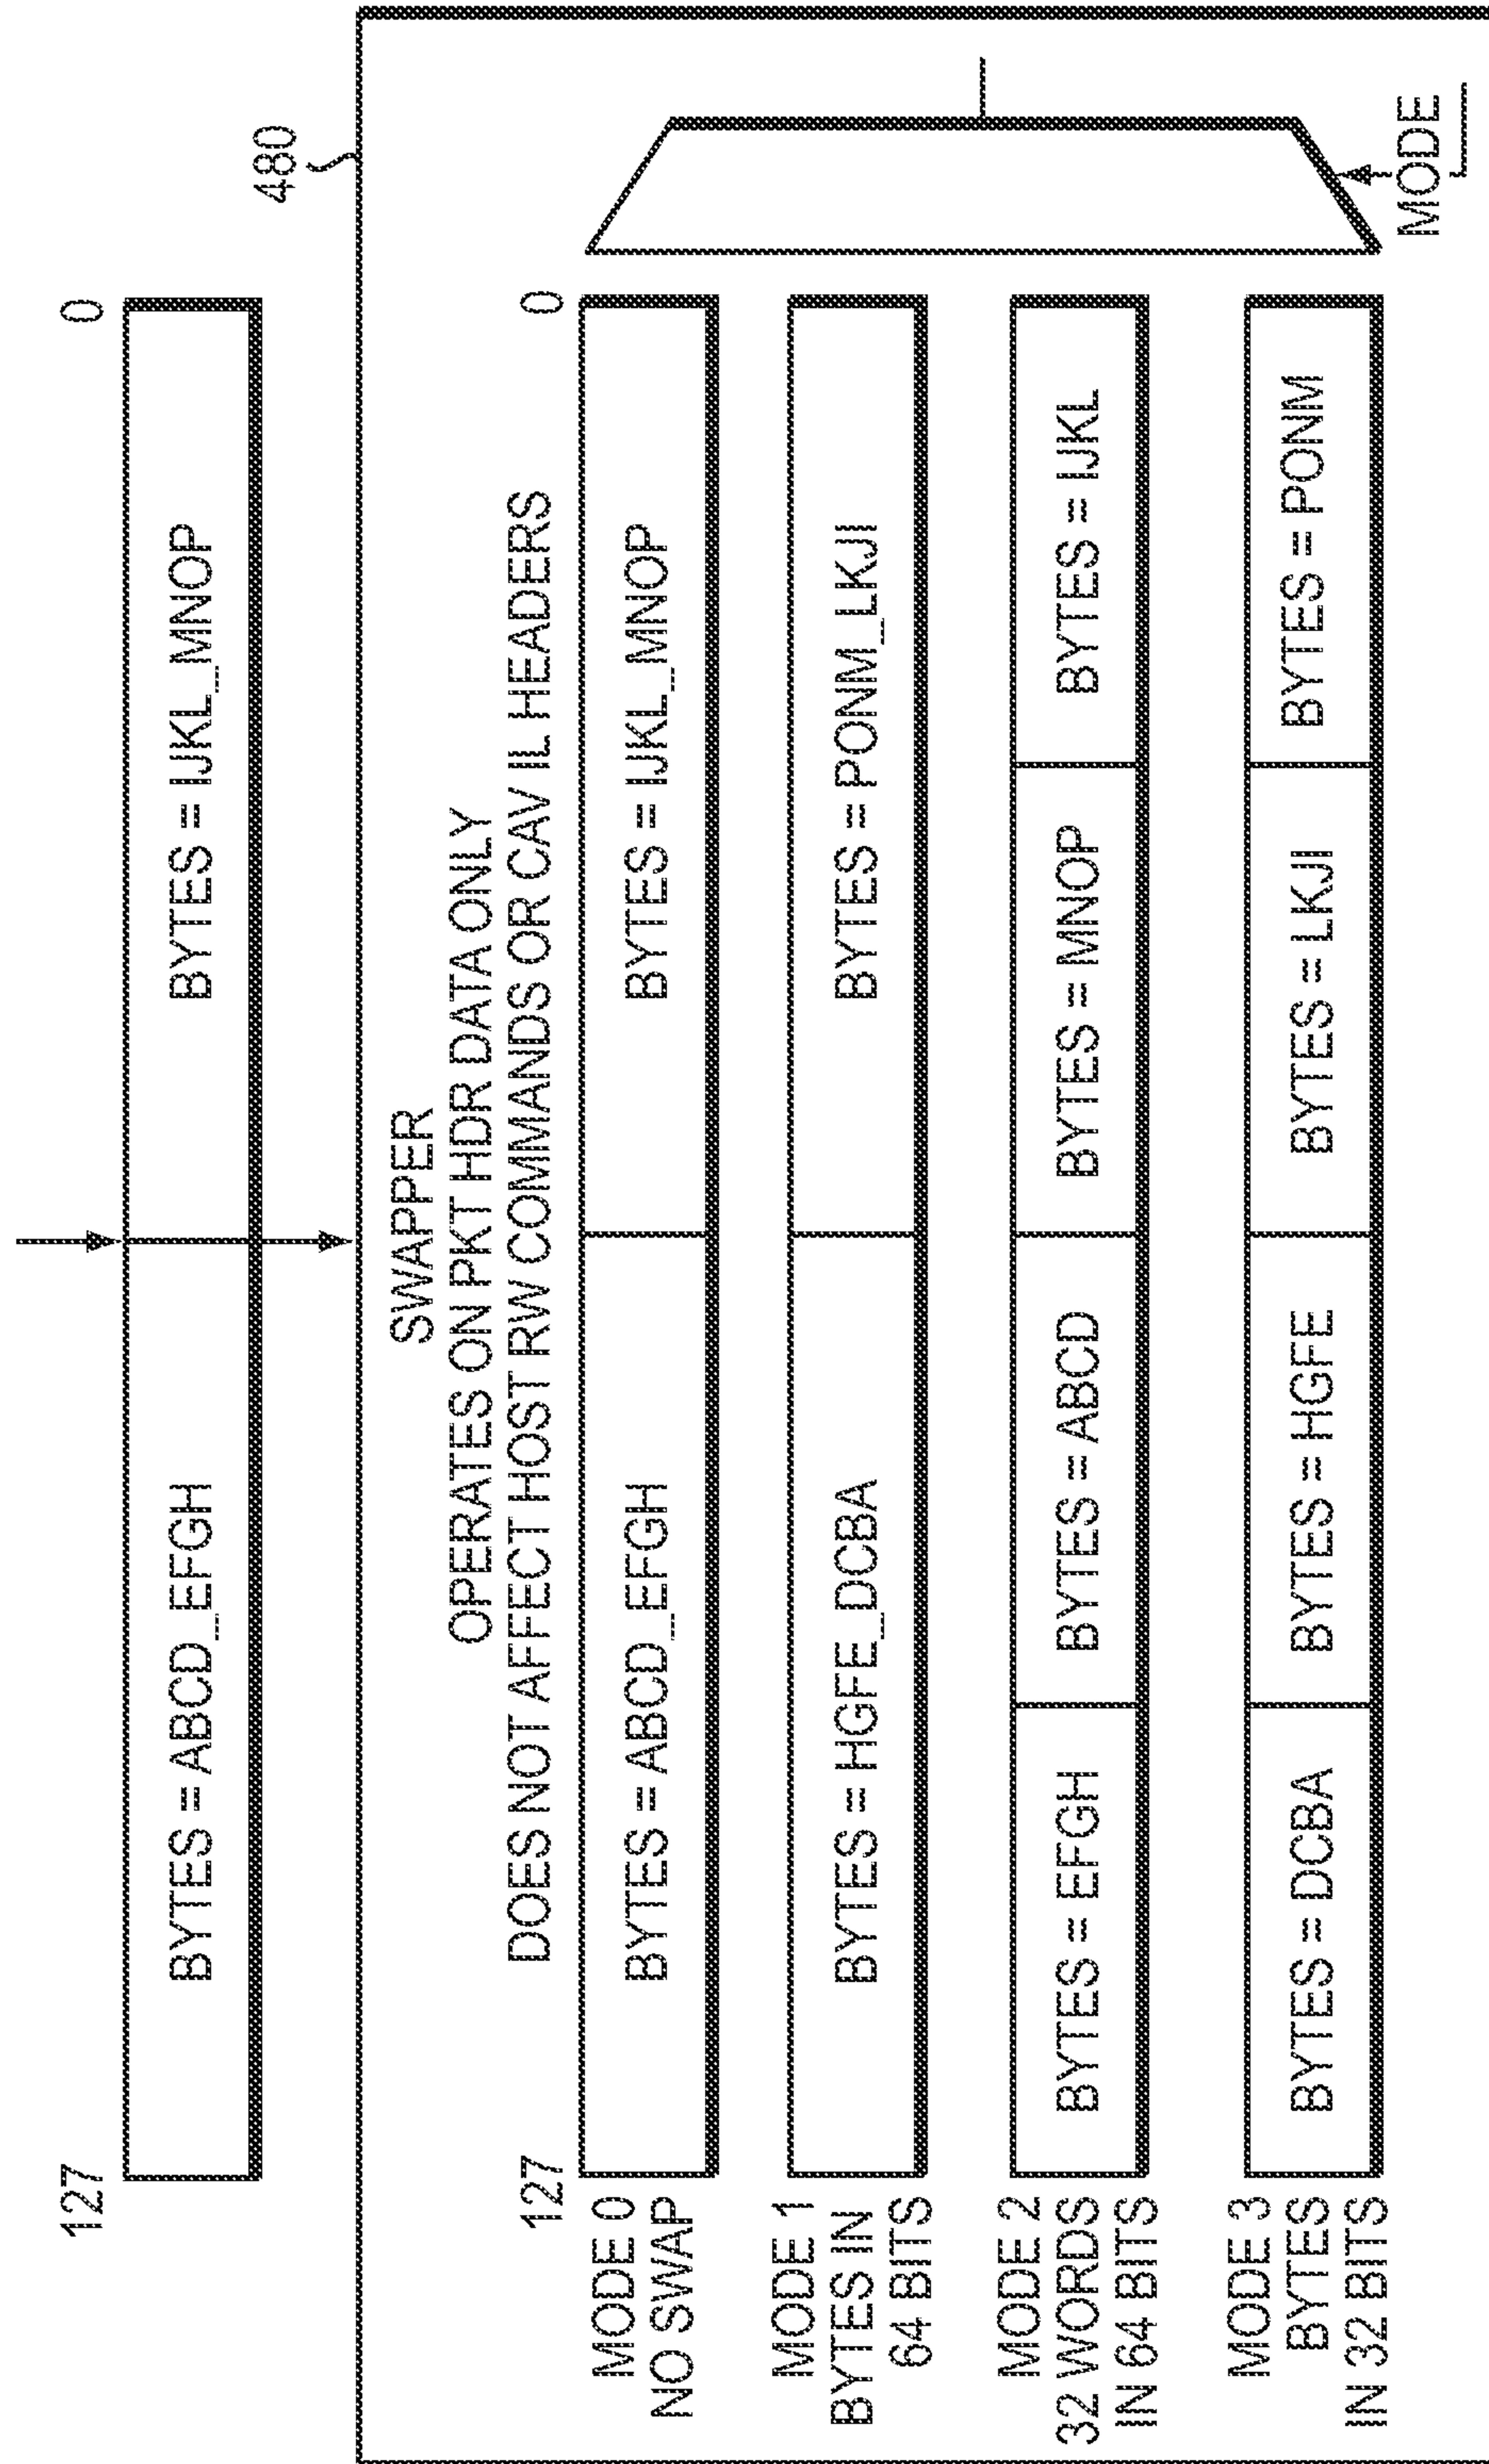 127
0
BYTES = ABCD_EFGH
BYTES = IJKL_MNOP
480
SWAPPER
OPERATES ON PKT HDR DATA ONLY
DOES NOT AFFECT HOST RW COMMANDS OR CAV IL HEADERS
127
0
MODE 0
NO SWAP
BYTES = ABCD_EFGH
BYTES = IJKL_MNOP
MODE 1
BYTES IN
64 BITS
BYTES = HGFE_DCBA
BYTES = PONM_LKJI
MODE 2
32 WORDS
IN 64 BITS
BYTES = EFGH
BYTES = ABCD
BYTES = MNOP
BYTES = IJKL
MODE 3
BYTES
IN 32 BITS
BYTES = DCBA
BYTES = HGFE
BYTES = LKJI
BYTES = PONM
MODE